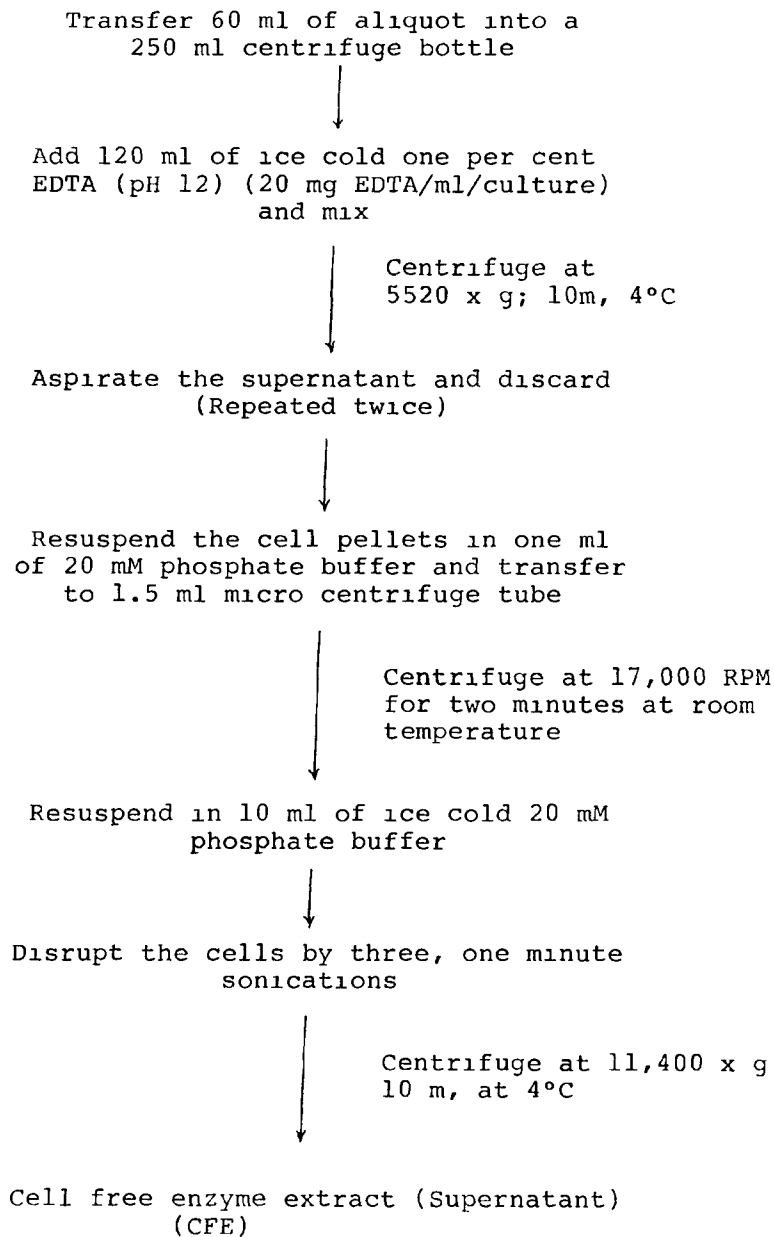 Transfer 60 ml of aliquot into a
250 ml centrifuge bottle
Add 120 ml of ice cold one per cent
EDTA (pH 12) (20 mg EDTA/ml/culture)
and mix
Centrifuge at
5520 x g; 10m, 4°C
Aspirate the supernatant and discard
(Repeated twice)
Resuspend the cell pellets in one ml
of 20 mM phosphate buffer and transfer
to 1.5 ml micro centrifuge tube
Centrifuge at 17,000 RPM
for two minutes at room
temperature
Resuspend in 10 ml of ice cold 20 mM
phosphate buffer
Disrupt the cells by three, one minute
sonications
Centrifuge at 11,400 x g
10 m, at 4°C
Cell free enzyme extract (Supernatant)
(CFE)